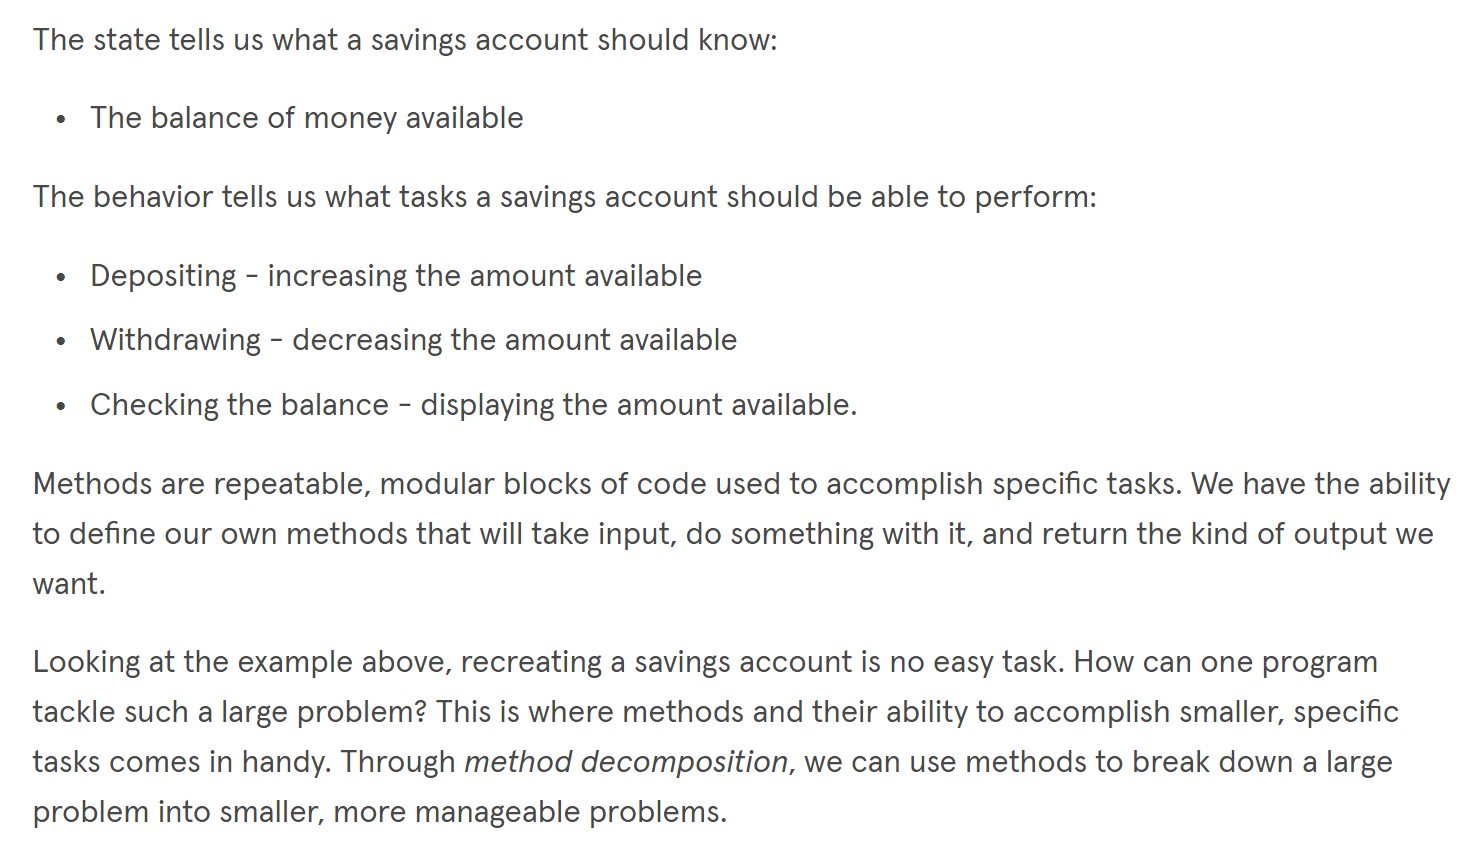 The state tells us what a savings account should know:
• The balance of money available
The behavior tells us what tasks a savings account should be able to perform:
• Depositing - increasing the amount available
• Withdrawing - decreasing the amount available
• Checking the balance - displaying the amount available.
Methods are repeatable, modular blocks of code used to accomplish specific tasks. We have the ability
to define our own methods that will take input, do something with it, and return the kind of output we
want.
Looking at the example above, recreating a savings account is no easy task. How can one program
tackle such a large problem? This is where methods and their ability to accomplish smaller, specific
tasks comes in handy. Through method decomposition, we can use methods to break down a large
problem into smaller, more manageable problems.